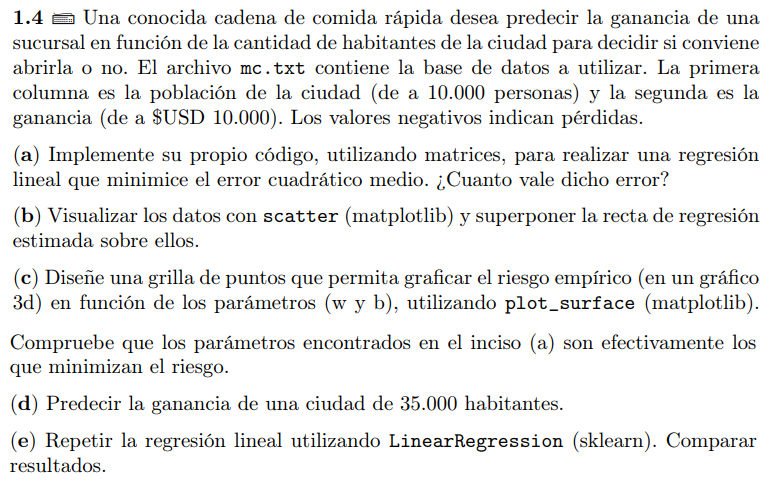 1.4 Una conocida cadena de comida rápida desea predecir la ganancia de una
sucursal en función de la cantidad de habitantes de la ciudad para decidir si conviene
abrirla o no. El archivo mc.txt contiene la base de datos a utilizar. La primera
columna es la población de la ciudad (de a 10.000 personas) y la segunda es la
ganancia (de a $USD 10.000). Los valores negativos indican pérdidas.
(a) Implemente su propio código, utilizando matrices, para realizar una regresión
lineal que minimice el error cuadrático medio. ¿Cuanto vale dicho error?
(b) Visualizar los datos con scatter (matplotlib) y superponer la recta de regresión
estimada sobre ellos.
(c) Diseñe una grilla de puntos que permita graficar el riesgo empírico (en un gráfico
3d) en función de los parámetros (w y b), utilizando plot_surface (matplotlib).
Compruebe que los parámetros encontrados en el inciso (a) son efectivamente los
que minimizan el riesgo.
(d) Predecir la ganancia de una ciudad de 35.000 habitantes.
(e) Repetir la regresión lineal utilizando LinearRegression (sklearn). Comparar
resultados.